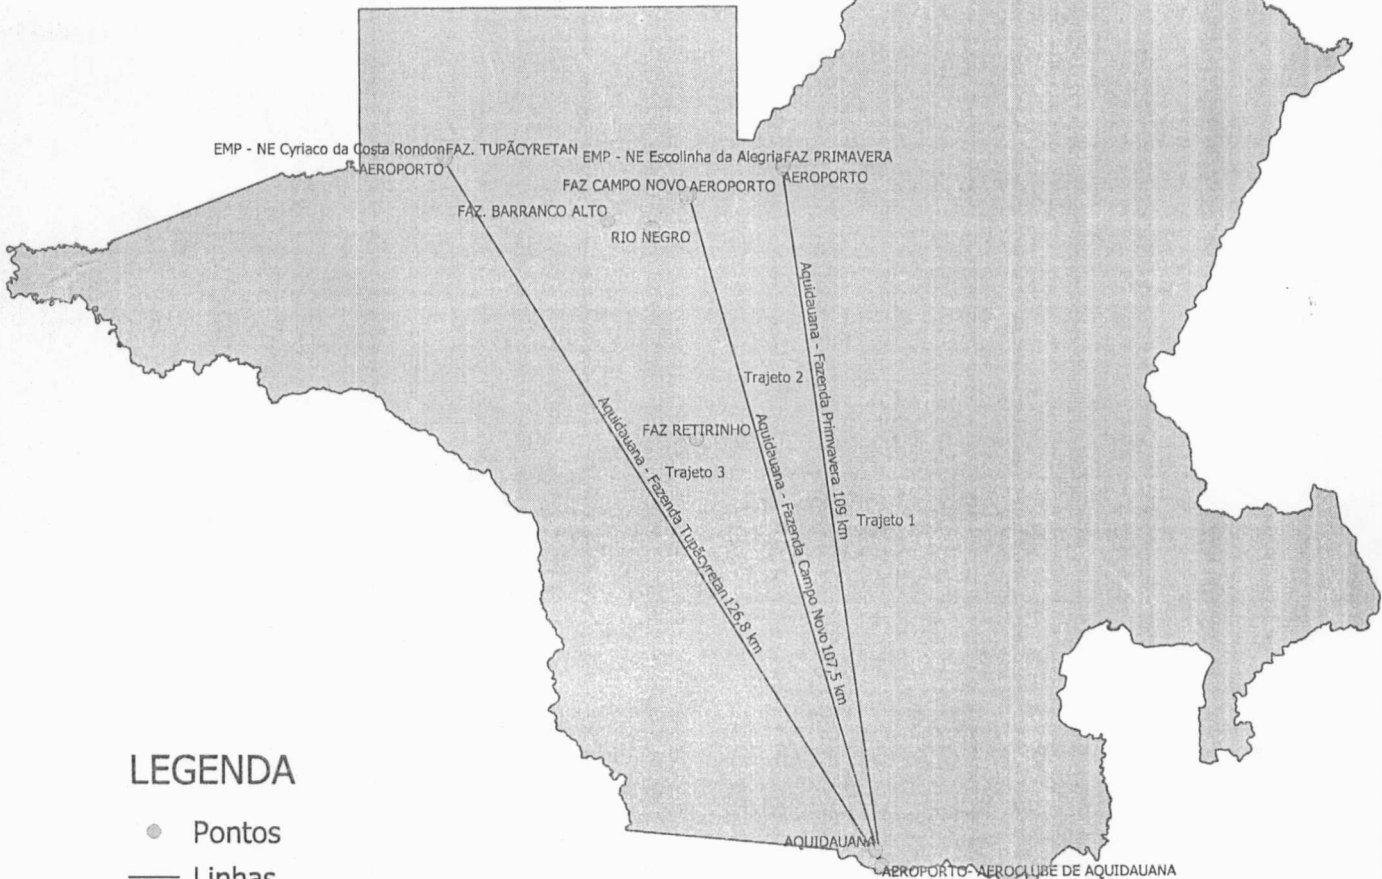 EMP - NE Cyriaco da Costa Rondon
FAZ. TUPÃCYRETAN
AEROPORTO
EMP - NE Escolinha da Alegria
FAZ PRIMAVERA
AEROPORTO
FAZ CAMPO NOVO
AEROPORTO
FAZ. BARRANCO ALTO
RIO NEGRO
Aquidauana - Fazenda Primvavera 109 km
Trajeto 2
Aquidauana - Fazenda Tupãcyretan 126,8 km
Aquidauana - Fazenda Campo Novo 107,5 km
FAZ RETIRINHO
Trajeto 3
Trajeto 1
LEGENDA
Pontos
Linhas
AQUIDAUANA
AEROPORTO- AEROCLUBE DE AQUIDAUANA